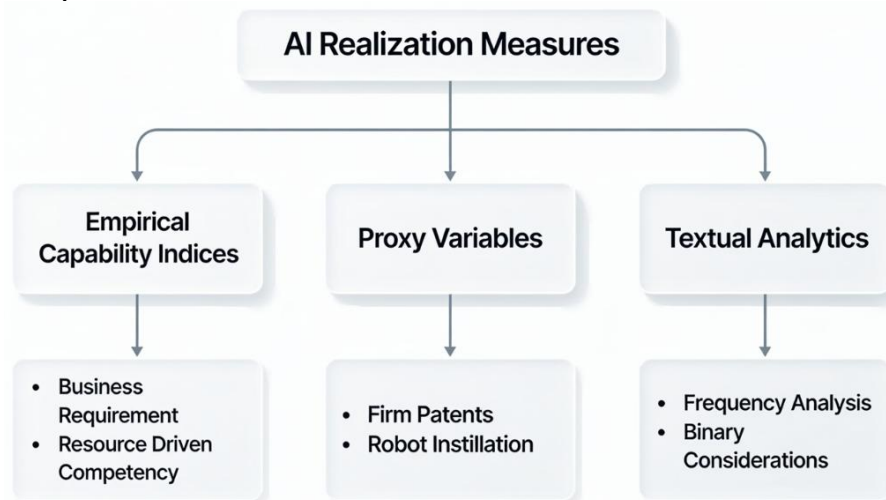 AI Realization Measures
Empirical
Capability Indices
Proxy Variables
Textual Analytics
• Business
Requirement
• Resource Driven
Competency
• Firm Patents
• Robot Instillation
• Frequency Analysis
• Binary
Considerations